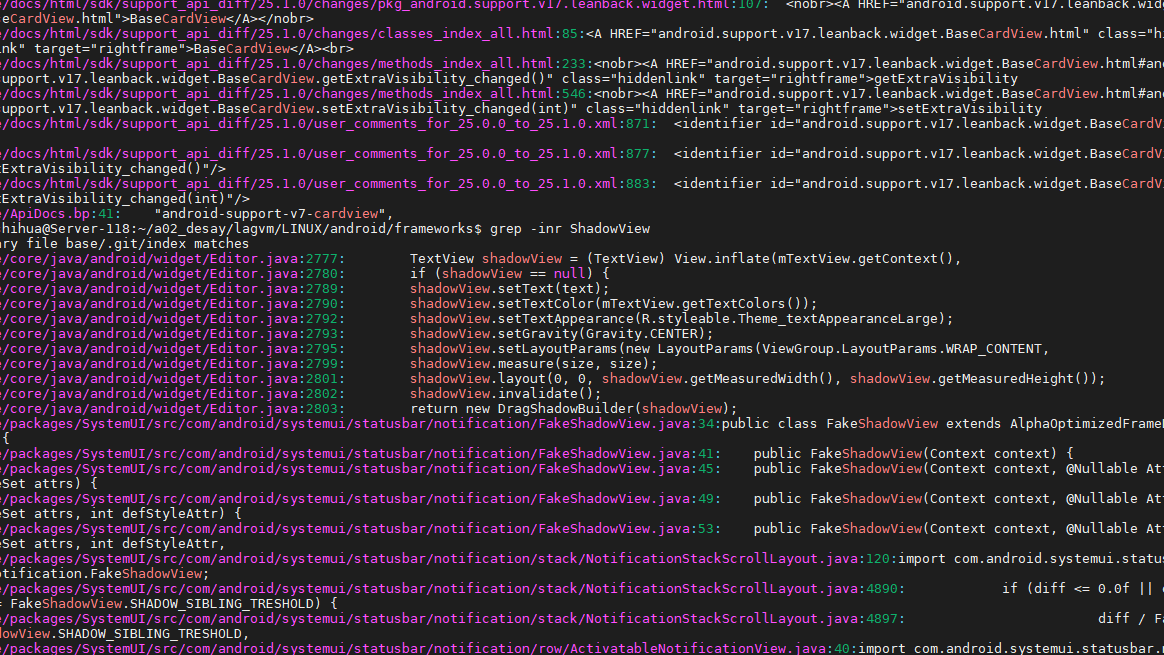 /docs/html/sdk/support_api_diff/25.1.0/changes/pkg_android.support.v17.leanback.widget.html:107:  <nobr><A HREF="android.support.v17.leanback.wid
eCardView.html">BaseCardView</A></nobr>
/docs/html/sdk/support_api_diff/25.1.0/changes/classes_index_all.html:85:<A HREF="android.support.v17.leanback.widget.BaseCardView.html" class="hi
ink" target="rightframe">BaseCardView</A><br>
/docs/html/sdk/support_api_diff/25.1.0/changes/methods_index_all.html:233:<nobr><A HREF="android.support.v17.leanback.widget.BaseCardView.html#and
support.v17.leanback.widget.BaseCardView.getExtraVisibility_changed()" class="hiddenlink" target="rightframe">getExtraVisibility
/docs/html/sdk/support_api_diff/25.1.0/changes/methods_index_all.html:546:<nobr><A HREF="android.support.v17.leanback.widget.BaseCardView.html#and
support.v17.leanback.widget.BaseCardView.setExtraVisibility_changed(int)" class="hiddenlink" target="rightframe">setExtraVisibility
/docs/html/sdk/support_api_diff/25.1.0/user_comments_for_25.0.0_to_25.1.0.xml:871:  <identifier id="android.support.v17.leanback.widget.BaseCardV
/docs/html/sdk/support_api_diff/25.1.0/user_comments_for_25.0.0_to_25.1.0.xml:877:  <identifier id="android.support.v17.leanback.widget.BaseCardV
tExtraVisibility_changed()"/>
/docs/html/sdk/support_api_diff/25.1.0/user_comments_for_25.0.0_to_25.1.0.xml:883:  <identifier id="android.support.v17.leanback.widget.BaseCardV
tExtraVisibility_changed(int)"/>
/ApiDocs.bp:41:    "android-support-v7-cardview",
hihua@Server-118:~/a02_desay/lagvm/LINUX/android/frameworks$ grep -inr ShadowView
ary file base/.git/index matches
/core/java/android/widget/Editor.java:2777:        TextView shadowView = (TextView) View.inflate(mTextView.getContext(),
/core/java/android/widget/Editor.java:2780:        if (shadowView == null) {
/core/java/android/widget/Editor.java:2789:        shadowView.setText(text);
/core/java/android/widget/Editor.java:2790:        shadowView.setTextColor(mTextView.getTextColors());
/core/java/android/widget/Editor.java:2792:        shadowView.setTextAppearance(R.styleable.Theme_textAppearanceLarge);
/core/java/android/widget/Editor.java:2793:        shadowView.setGravity(Gravity.CENTER);
/core/java/android/widget/Editor.java:2795:        shadowView.setLayoutParams(new LayoutParams(ViewGroup.LayoutParams.WRAP_CONTENT,
/core/java/android/widget/Editor.java:2799:        shadowView.measure(size, size);
/core/java/android/widget/Editor.java:2801:        shadowView.layout(0, 0, shadowView.getMeasuredWidth(), shadowView.getMeasuredHeight());
/core/java/android/widget/Editor.java:2802:        shadowView.invalidate();
/core/java/android/widget/Editor.java:2803:        return new DragShadowBuilder(shadowView);
/packages/SystemUI/src/com/android/systemui/statusbar/notification/FakeShadowView.java:34:public class FakeShadowView extends AlphaOptimizedFrame
{
/packages/SystemUI/src/com/android/systemui/statusbar/notification/FakeShadowView.java:41:    public FakeShadowView(Context context) {
/packages/SystemUI/src/com/android/systemui/statusbar/notification/FakeShadowView.java:45:    public FakeShadowView(Context context, @Nullable Att
eSet attrs) {
/packages/SystemUI/src/com/android/systemui/statusbar/notification/FakeShadowView.java:49:    public FakeShadowView(Context context, @Nullable Att
eSet attrs, int defStyleAttr) {
/packages/SystemUI/src/com/android/systemui/statusbar/notification/FakeShadowView.java:53:    public FakeShadowView(Context context, @Nullable Att
eSet attrs, int defStyleAttr,
/packages/SystemUI/src/com/android/systemui/statusbar/notification/stack/NotificationStackScrollLayout.java:120:import com.android.systemui.status
otification.FakeShadowView;
/packages/SystemUI/src/com/android/systemui/statusbar/notification/stack/NotificationStackScrollLayout.java:4890:            if (diff <= 0.0f ||
= FakeShadowView.SHADOW_SIBLING_TRESHOLD) {
/packages/SystemUI/src/com/android/systemui/statusbar/notification/stack/NotificationStackScrollLayout.java:4897:                        diff / Fa
dowView.SHADOW_SIBLING_TRESHOLD,
/packages/SystemUI/src/com/android/systemui/statusbar/notification/row/ActivatableNotificationView.java:40:import com.android.systemui.statusbar.